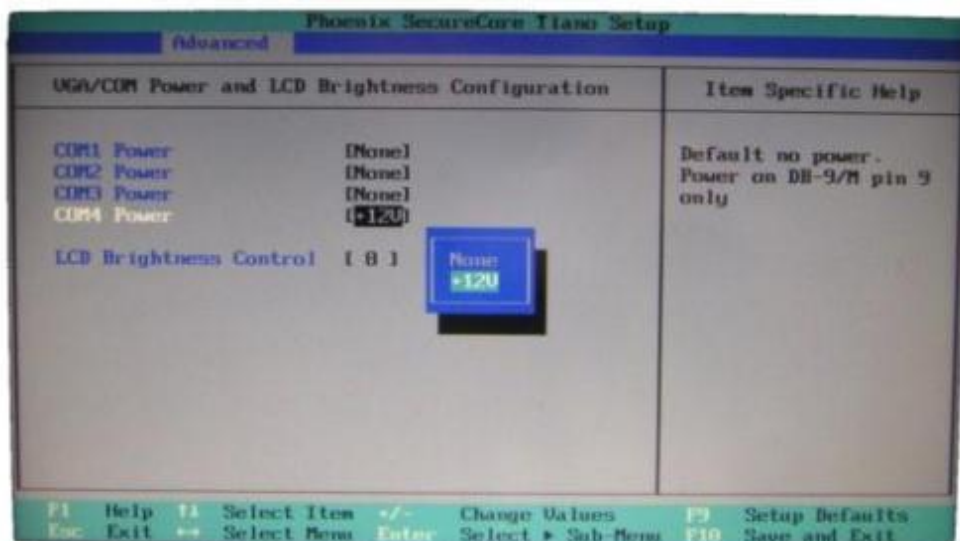 Phoenix SecureCore Tiano Setup
Advanced
VGA/COM Power and LCD Brightness Configuration
Item Specific Help
COM1 Power [None]
COM2 Power [None]
COM3 Power [None]
COM4 Power [+12V]
LCD Brightness Control [ 8 ]
None
+12V
Default no power.
Power on DB-9/M pin 9
only
F1 Help ↑↓ Select Item +/- Change Values F9 Setup Defaults
Esc Exit ↔ Select Menu Enter Select ▶ Sub-Menu F10 Save and Exit